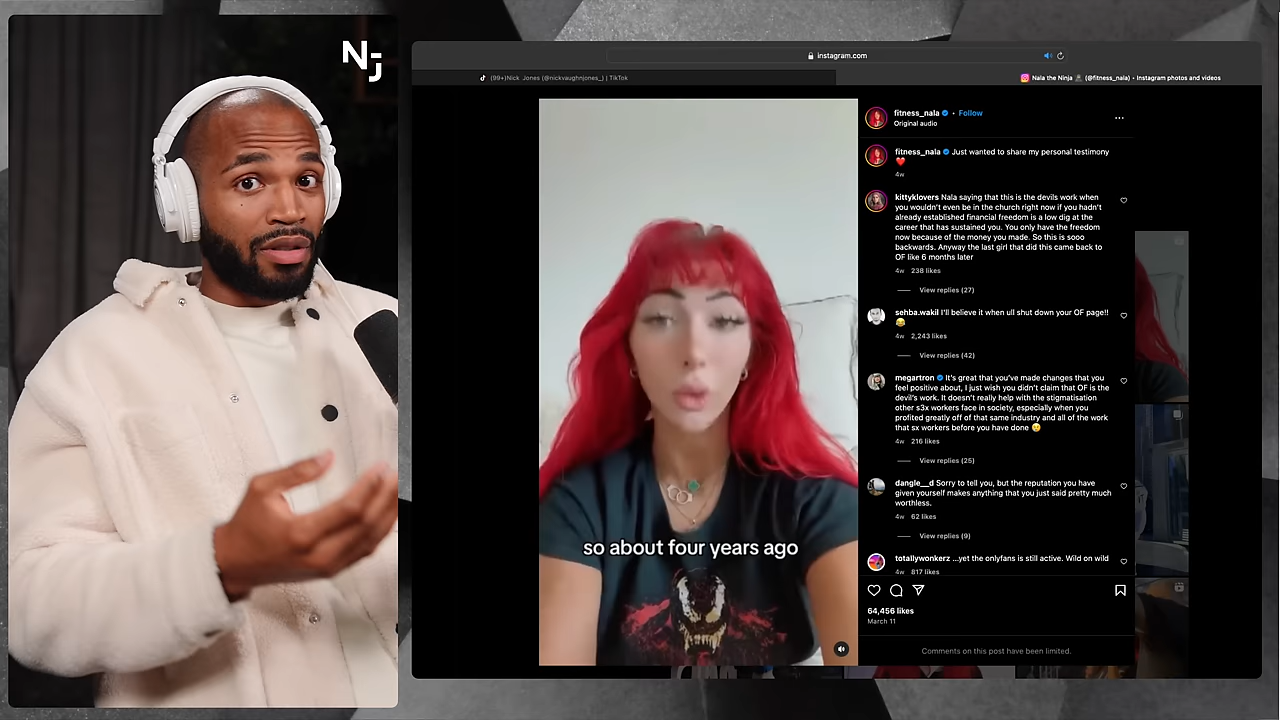 NJ
instagram.com
(99+)Nick Jones (@nickvaughnjones_) | TikTok
Nala the Ninja 🥷 (@fitness_nala) • Instagram photos and videos
fitness_nala • Follow
Original audio
fitness_nala Just wanted to share my personal testimony
❤️
4w
kittyklovers Nala saying that this is the devils work when
you wouldn't even be in the church right now if you hadn't
already established financial freedom is a low dig at the
career that has sustained you. You only have the freedom
now because of the money you made. So this is sooo
backwards. Anyway the last girl that did this came back to
OF like 6 months later
4w 238 likes
View replies (27)
sehba.wakil I'll believe it when ull shut down your OF page!!
😂
4w 2,243 likes
View replies (42)
megartron It's great that you've made changes that you
feel positive about, I just wish you didn't claim that OF is the
devil's work. It doesn't really help with the stigmatisation
other s3x workers face in society, especially when you
profited greatly off of that same industry and all of the work
that sx workers before you have done 😢
4w 216 likes
View replies (25)
dangle__d Sorry to tell you, but the reputation you have
given yourself makes anything that you just said pretty much
worthless.
4w 62 likes
View replies (9)
totallywonkerz ...yet the onlyfans is still active. Wild on wild
4w 817 likes
64,456 likes
March 11
Comments on this post have been limited.
so about four years ago